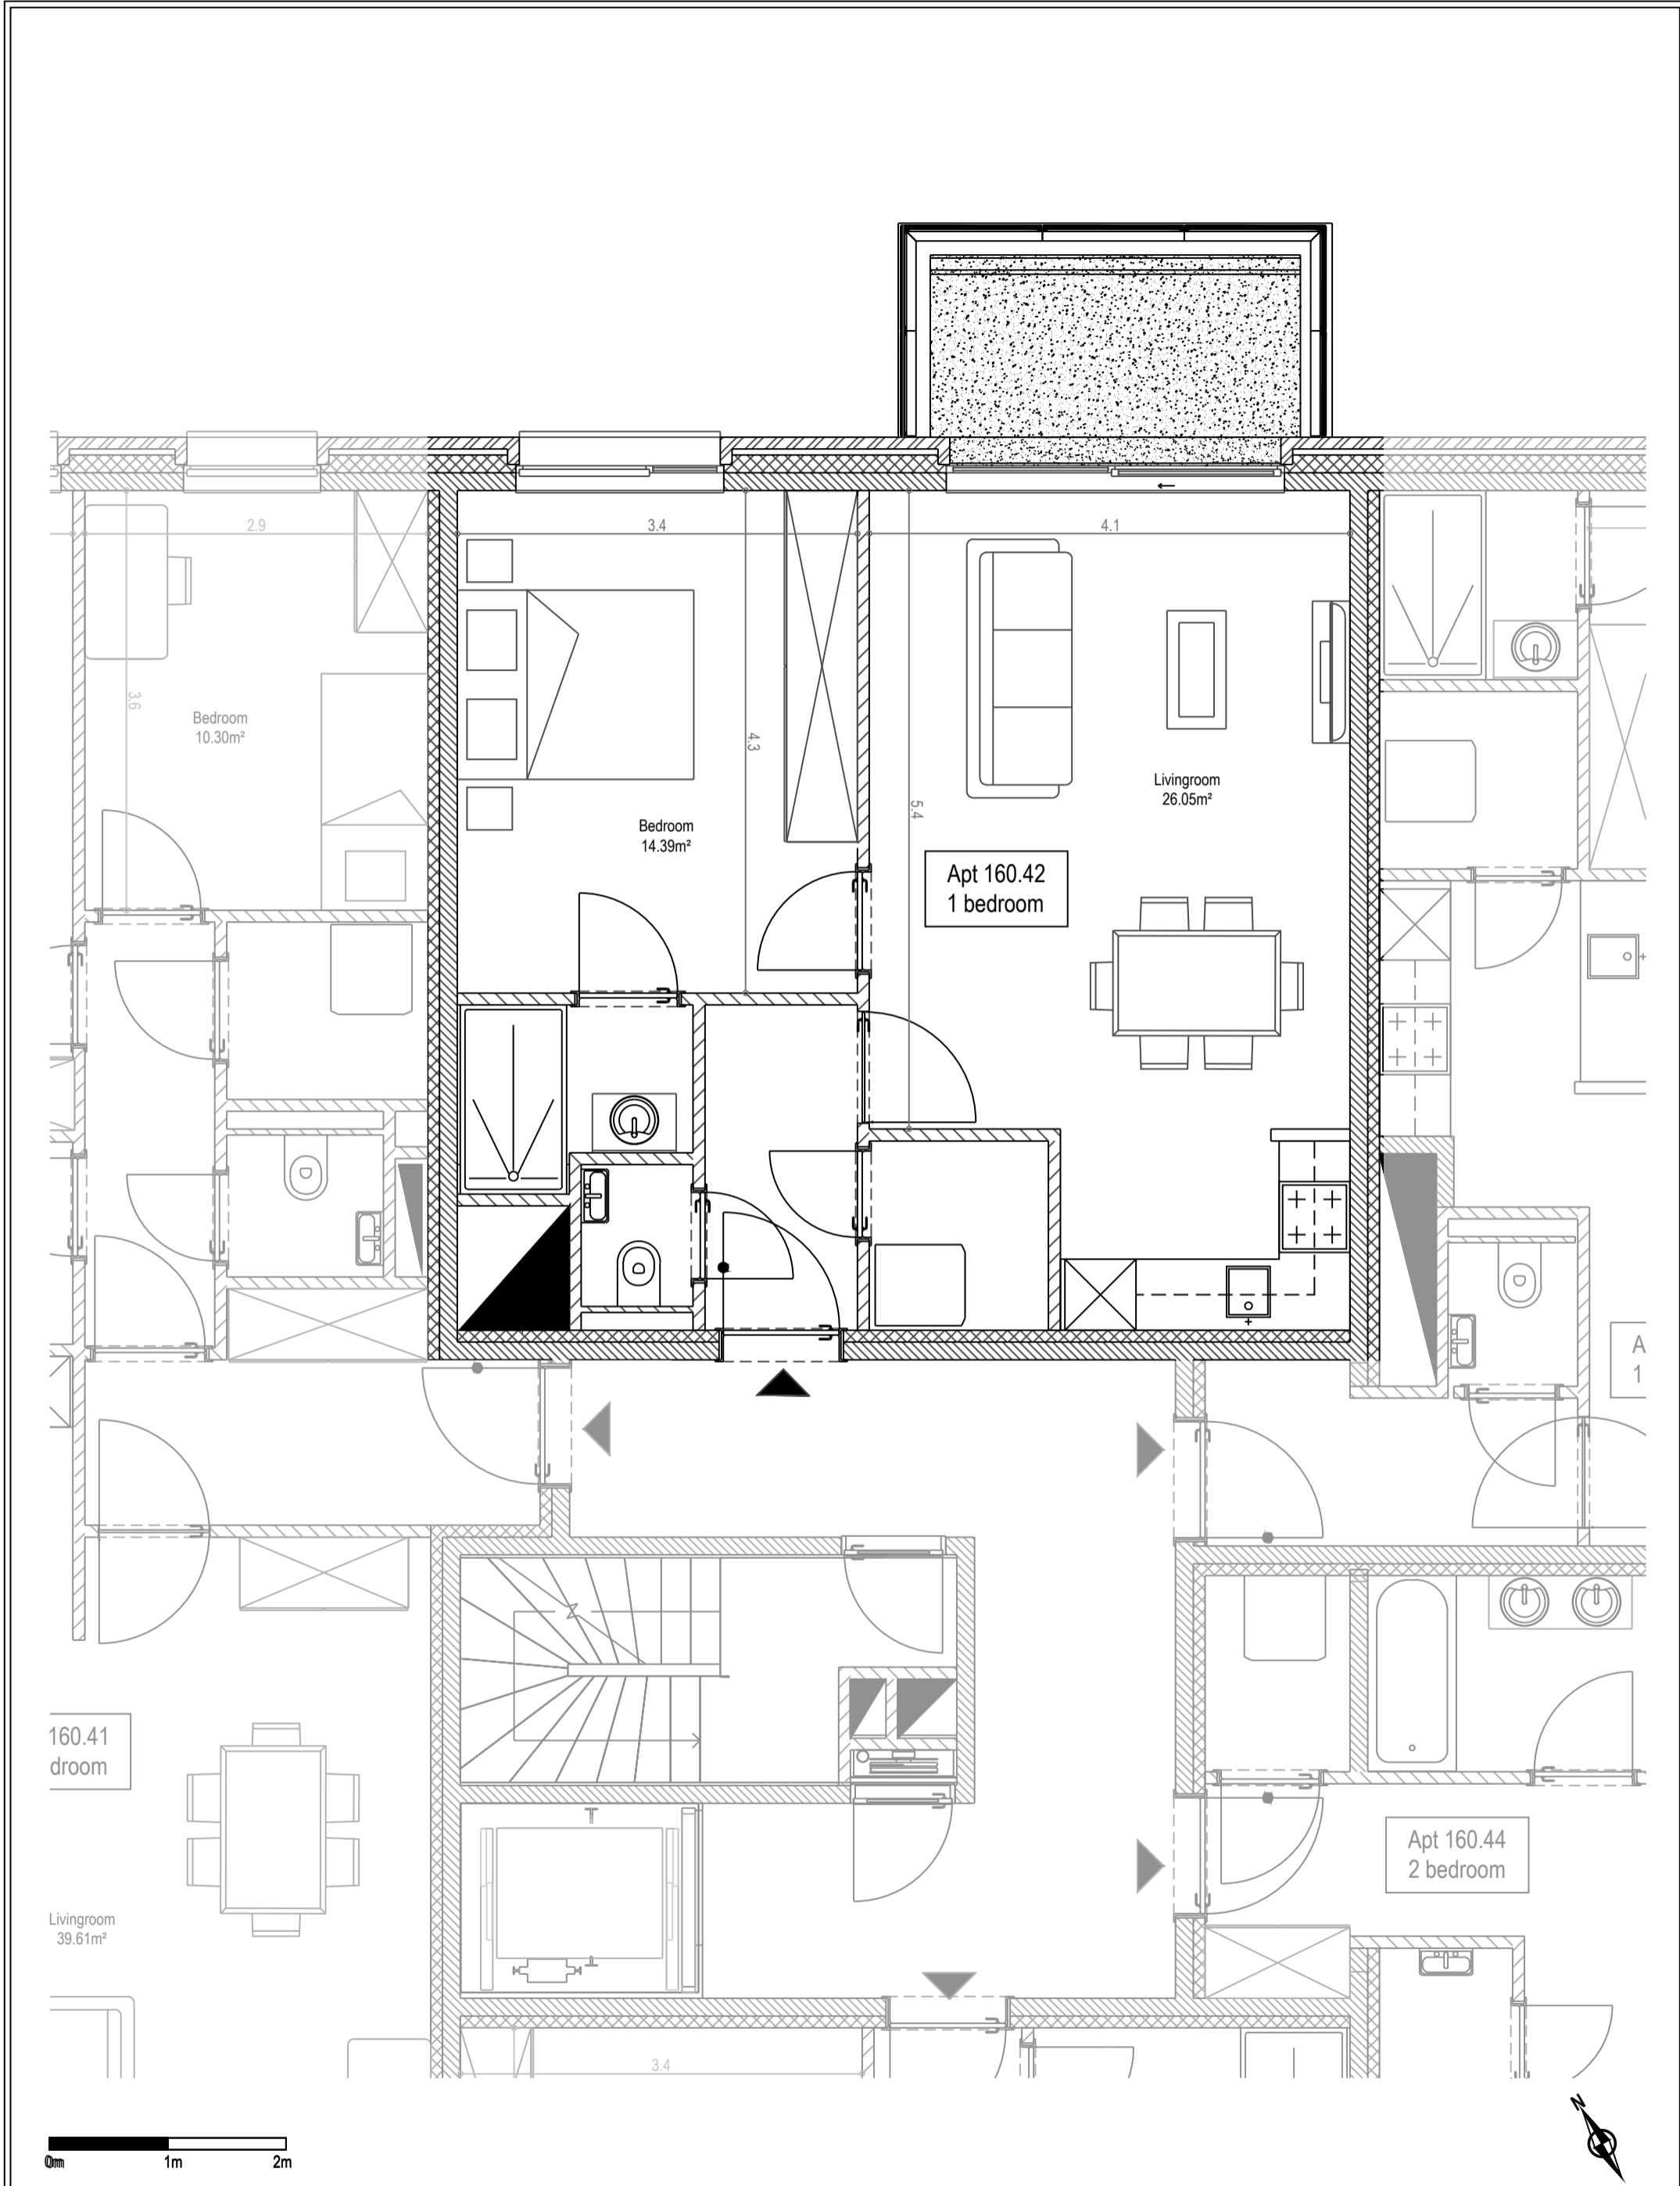 2.9
3.4
4.1
3.6
Bedroom
10.30m²
4.3
Livingroom
26.05m²
5.4
Bedroom
14.39m²
Apt 160.42
1 bedroom
A
1
160.41
droom
Apt 160.44
2 bedroom
Livingroom
39.61m²
3.4
N
0m
1m
2m